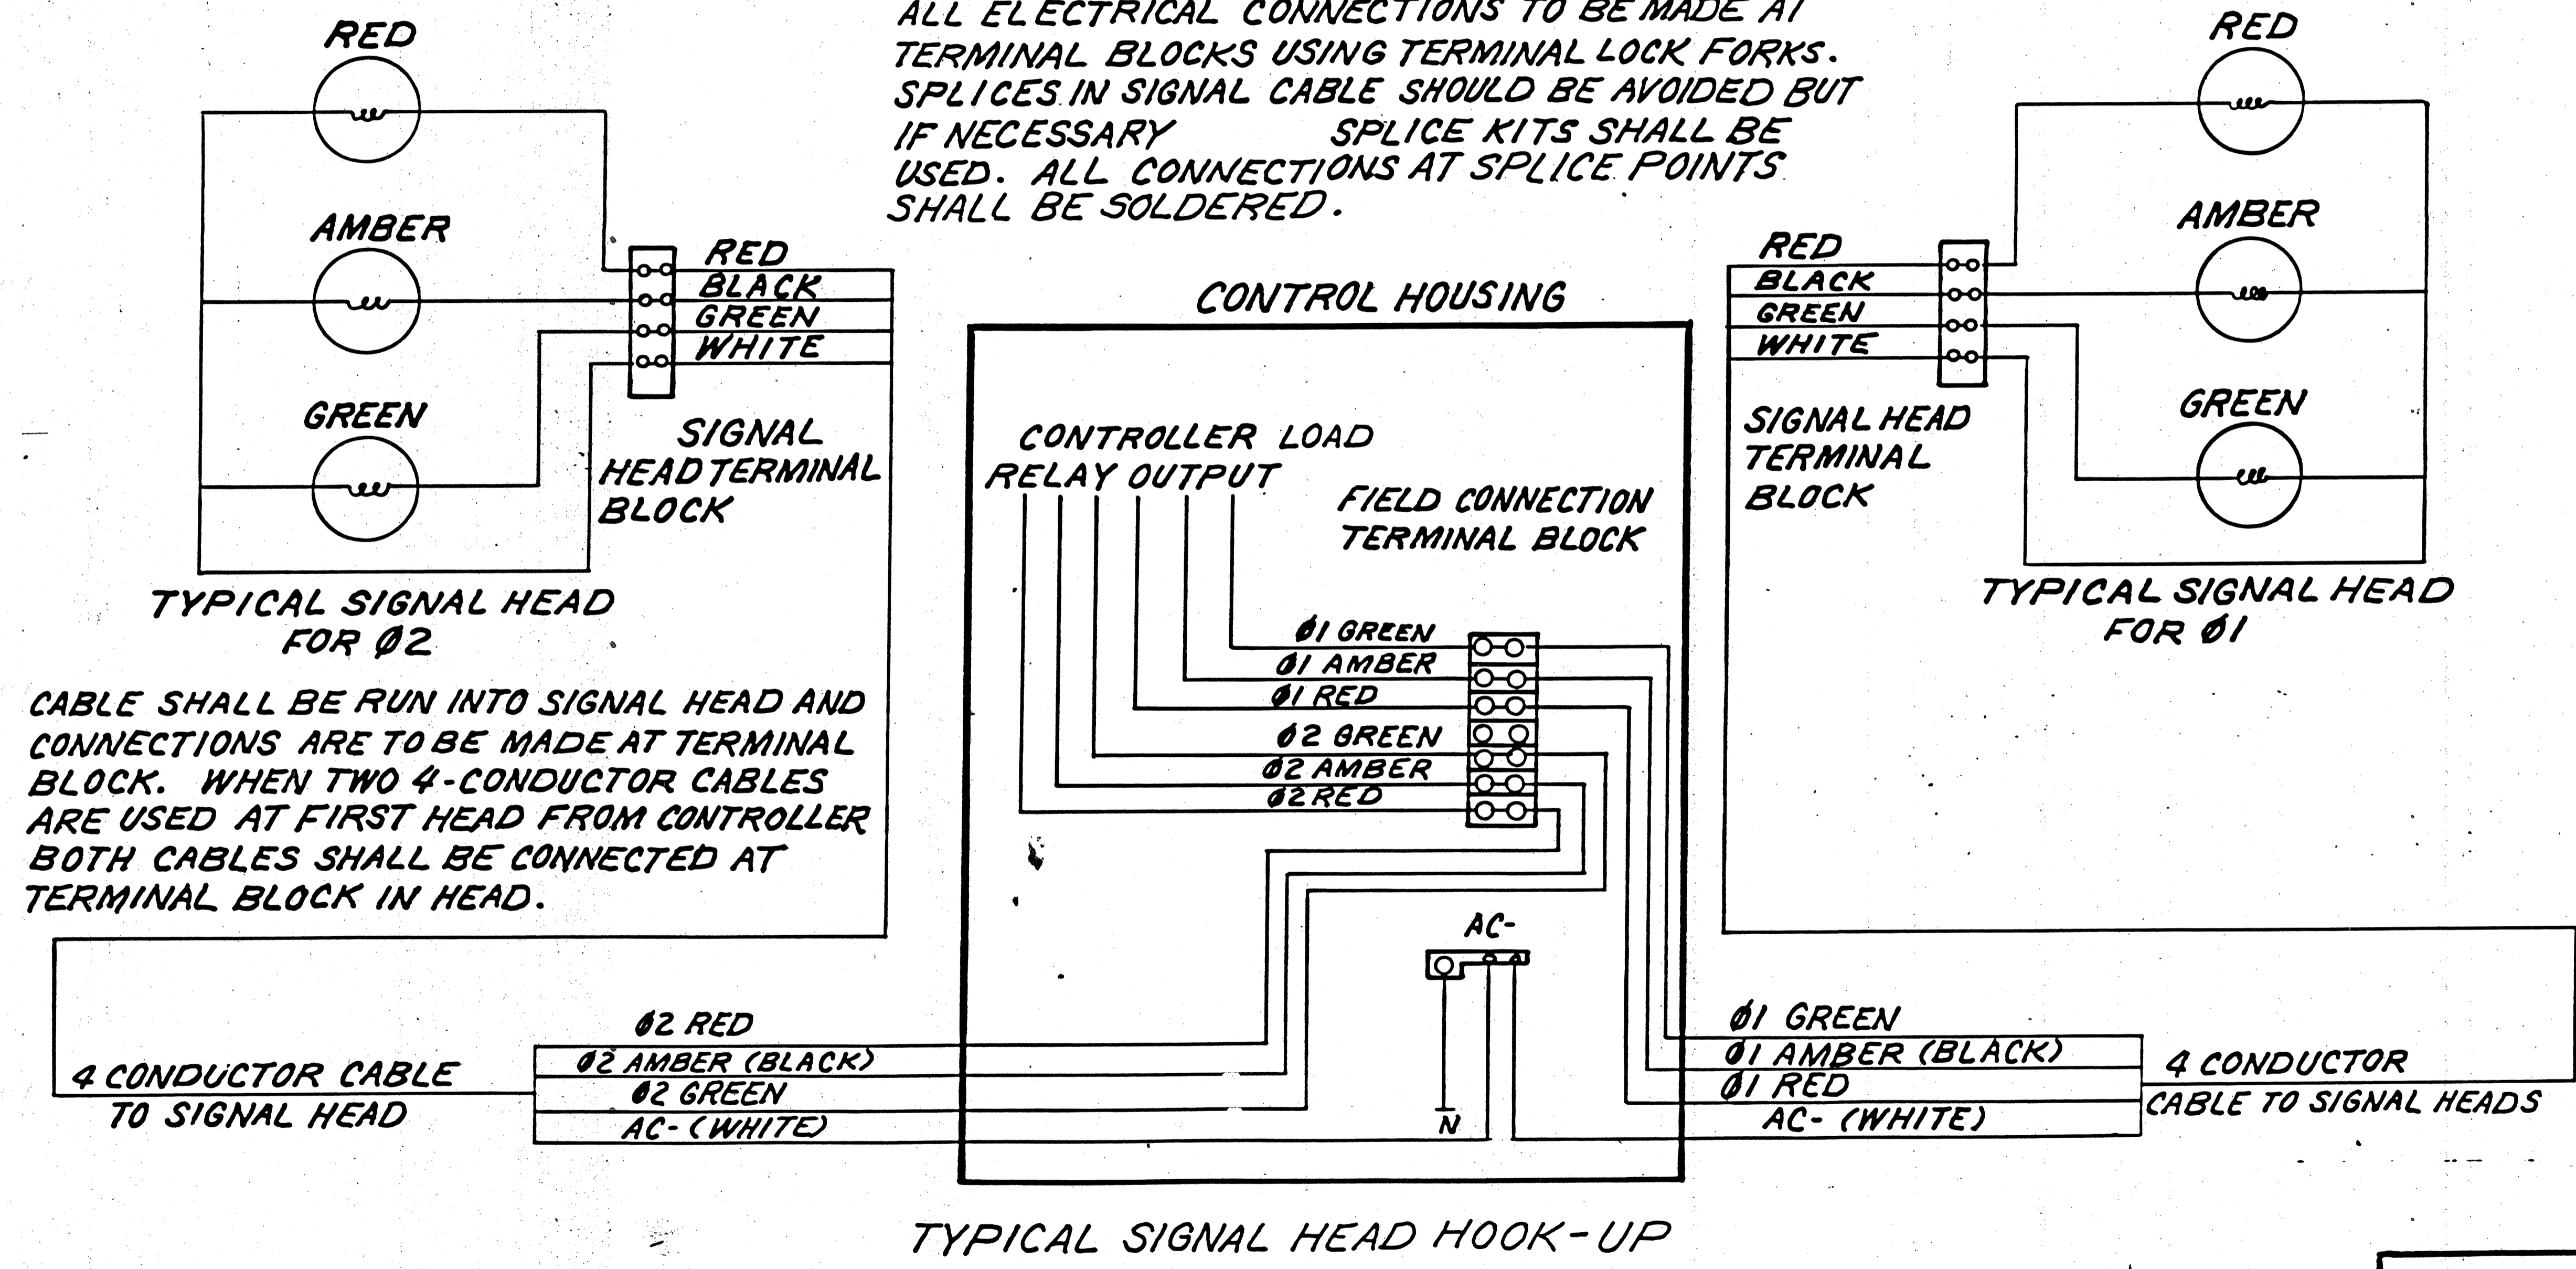 ALL ELECTRICAL CONNECTIONS TO BE MADE AT
TERMINAL BLOCKS USING TERMINAL LOCK FORKS.
SPLICES IN SIGNAL CABLE SHOULD BE AVOIDED BUT
IF NECESSARY SPLICE KITS SHALL BE
USED. ALL CONNECTIONS AT SPLICE POINTS
SHALL BE SOLDERED.
RED
AMBER
GREEN
RED
BLACK
GREEN
WHITE
SIGNAL
HEAD TERMINAL
BLOCK
TYPICAL SIGNAL HEAD
FOR Ø2
CABLE SHALL BE RUN INTO SIGNAL HEAD AND
CONNECTIONS ARE TO BE MADE AT TERMINAL
BLOCK. WHEN TWO 4-CONDUCTOR CABLES
ARE USED AT FIRST HEAD FROM CONTROLLER
BOTH CABLES SHALL BE CONNECTED AT
TERMINAL BLOCK IN HEAD.
CONTROL HOUSING
CONTROLLER LOAD
RELAY OUTPUT
FIELD CONNECTION
TERMINAL BLOCK
Ø1 GREEN
Ø1 AMBER
Ø1 RED
Ø2 GREEN
Ø2 AMBER
Ø2 RED
AC-
N
RED
AMBER
GREEN
RED
BLACK
GREEN
WHITE
SIGNAL HEAD
TERMINAL
BLOCK
TYPICAL SIGNAL HEAD
FOR Ø1
4 CONDUCTOR CABLE
TO SIGNAL HEAD
Ø2 RED
Ø2 AMBER (BLACK)
Ø2 GREEN
AC- (WHITE)
Ø1 GREEN
Ø1 AMBER (BLACK)
Ø1 RED
AC- (WHITE)
4 CONDUCTOR
CABLE TO SIGNAL HEADS
TYPICAL SIGNAL HEAD HOOK-UP